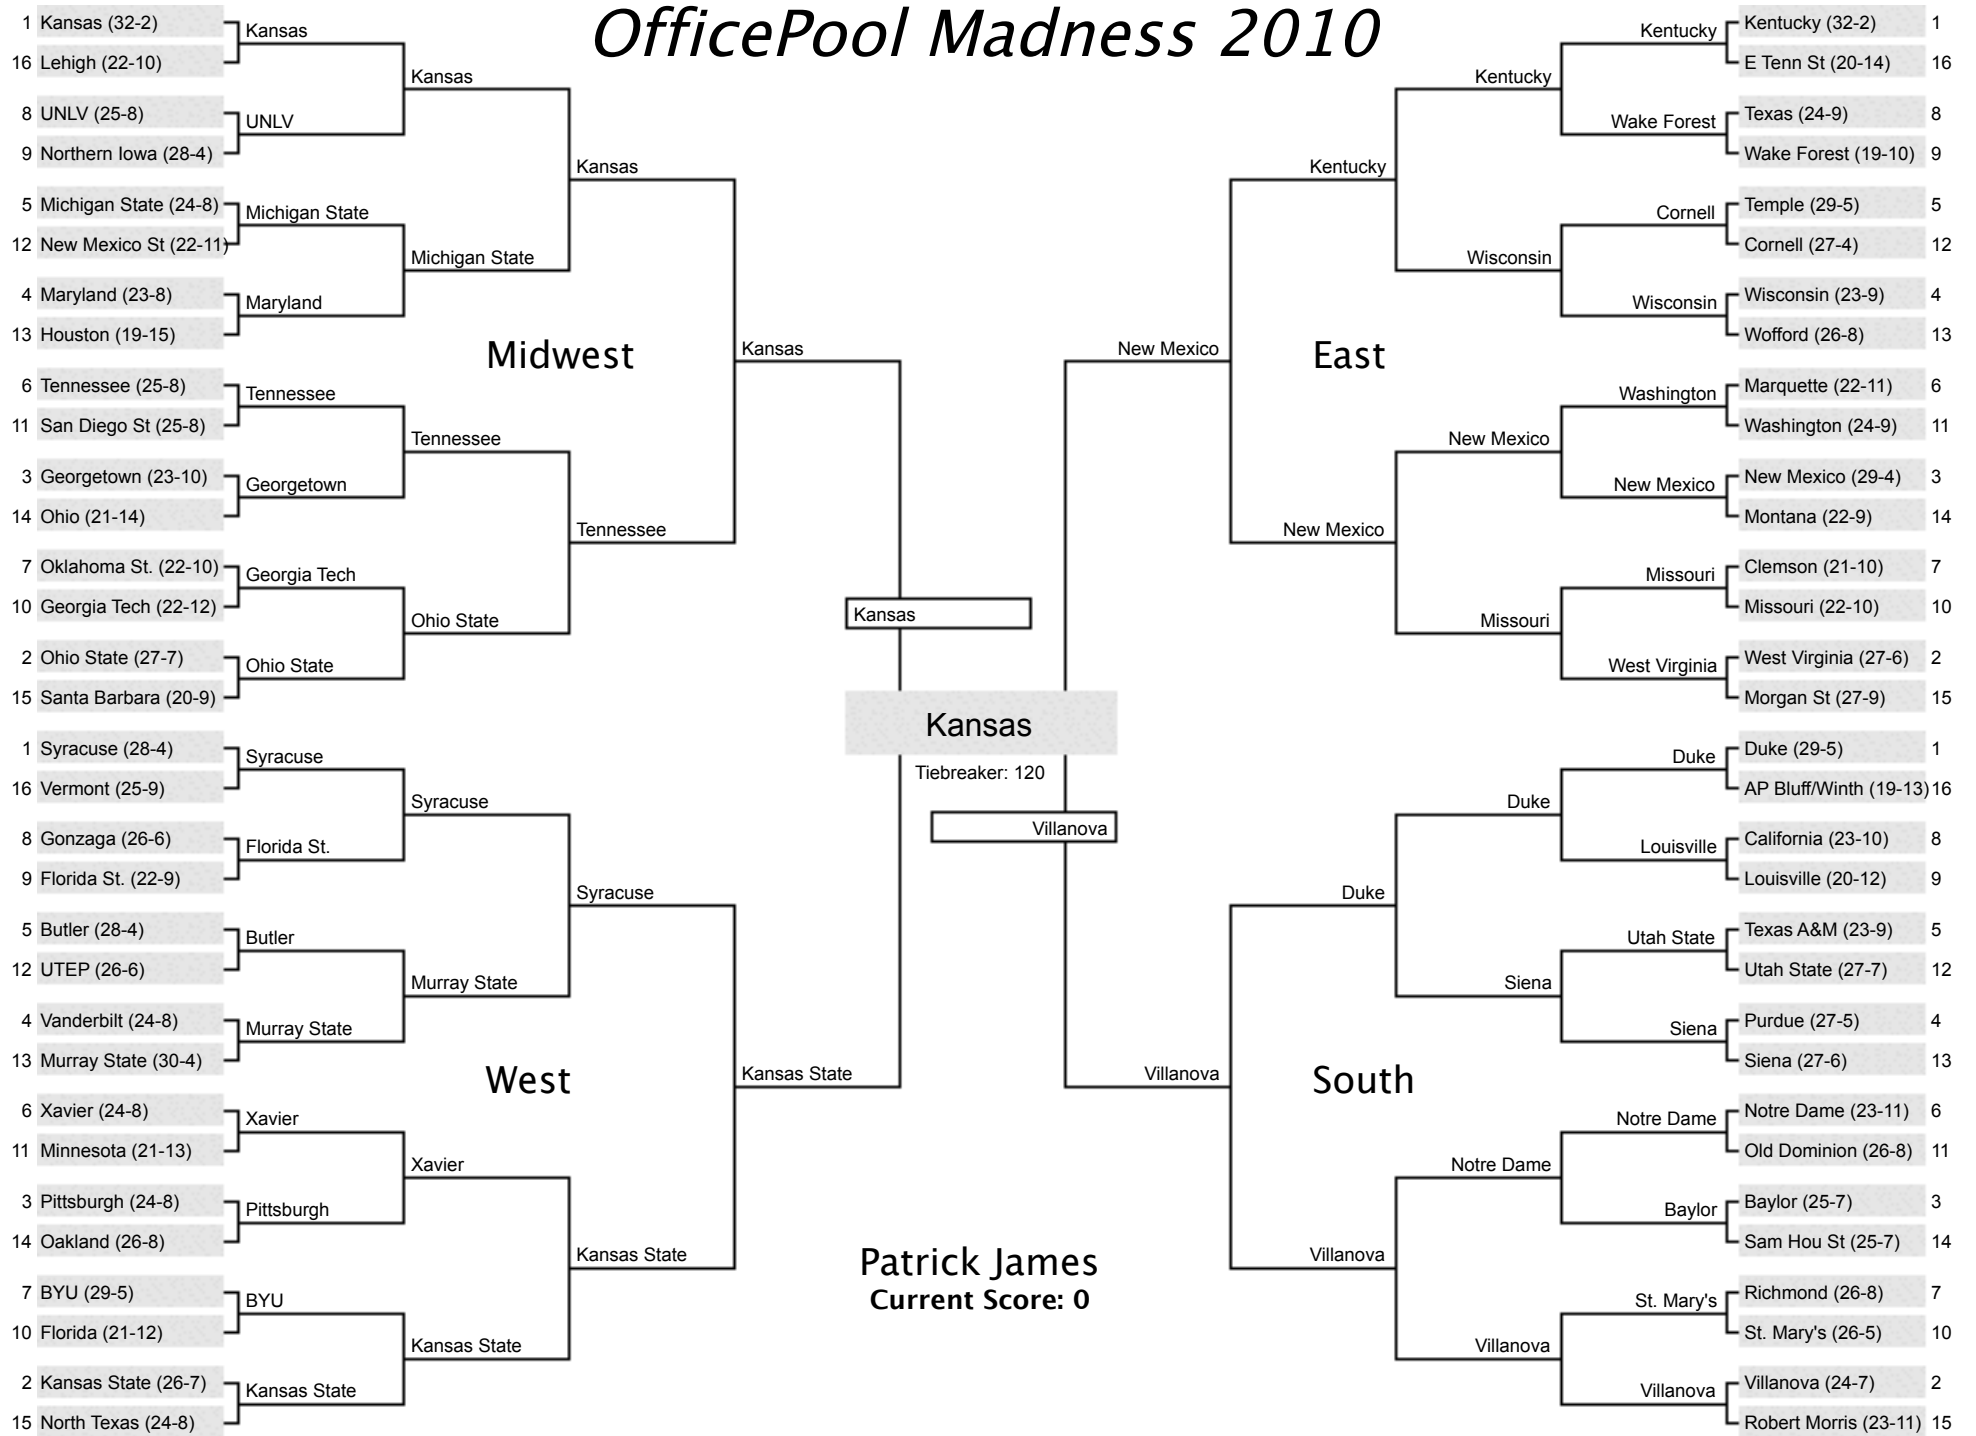 OfficePool Madness 2010
1 Kansas (32-2)
16 Lehigh (22-10)
8 UNLV (25-8)
9 Northern Iowa (28-4)
5 Michigan State (24-8)
12 New Mexico St (22-11)
4 Maryland (23-8)
13 Houston (19-15)
6 Tennessee (25-8)
11 San Diego St (25-8)
3 Georgetown (23-10)
14 Ohio (21-14)
7 Oklahoma St. (22-10)
10 Georgia Tech (22-12)
2 Ohio State (27-7)
15 Santa Barbara (20-9)
Kansas
UNLV
Michigan State
Maryland
Tennessee
Georgetown
Georgia Tech
Ohio State
Kansas
Michigan State
Tennessee
Ohio State
Kansas
Tennessee
Midwest
Kansas
1 Syracuse (28-4)
16 Vermont (25-9)
8 Gonzaga (26-6)
9 Florida St. (22-9)
5 Butler (28-4)
12 UTEP (26-6)
4 Vanderbilt (24-8)
13 Murray State (30-4)
6 Xavier (24-8)
11 Minnesota (21-13)
3 Pittsburgh (24-8)
14 Oakland (26-8)
7 BYU (29-5)
10 Florida (21-12)
2 Kansas State (26-7)
15 North Texas (24-8)
Syracuse
Florida St.
Butler
Murray State
Xavier
Pittsburgh
BYU
Kansas State
Syracuse
Murray State
Xavier
Kansas State
Syracuse
Kansas State
West
Kansas State
Kansas
Kansas
Tiebreaker: 120
Villanova
Patrick James
Current Score: 0
New Mexico
East
Kentucky
New Mexico
Kentucky
Wisconsin
New Mexico
Missouri
Kentucky
Wake Forest
Cornell
Wisconsin
Washington
New Mexico
Missouri
West Virginia
Kentucky (32-2) 1
E Tenn St (20-14) 16
Texas (24-9) 8
Wake Forest (19-10) 9
Temple (29-5) 5
Cornell (27-4) 12
Wisconsin (23-9) 4
Wofford (26-8) 13
Marquette (22-11) 6
Washington (24-9) 11
New Mexico (29-4) 3
Montana (22-9) 14
Clemson (21-10) 7
Missouri (22-10) 10
West Virginia (27-6) 2
Morgan St (27-9) 15
Villanova
South
Duke
Villanova
Duke
Siena
Notre Dame
Villanova
Duke
Louisville
Utah State
Siena
Notre Dame
Baylor
St. Mary's
Villanova
Duke (29-5) 1
AP Bluff/Winth (19-13) 16
California (23-10) 8
Louisville (20-12) 9
Texas A&M (23-9) 5
Utah State (27-7) 12
Purdue (27-5) 4
Siena (27-6) 13
Notre Dame (23-11) 6
Old Dominion (26-8) 11
Baylor (25-7) 3
Sam Hou St (25-7) 14
Richmond (26-8) 7
St. Mary's (26-5) 10
Villanova (24-7) 2
Robert Morris (23-11) 15